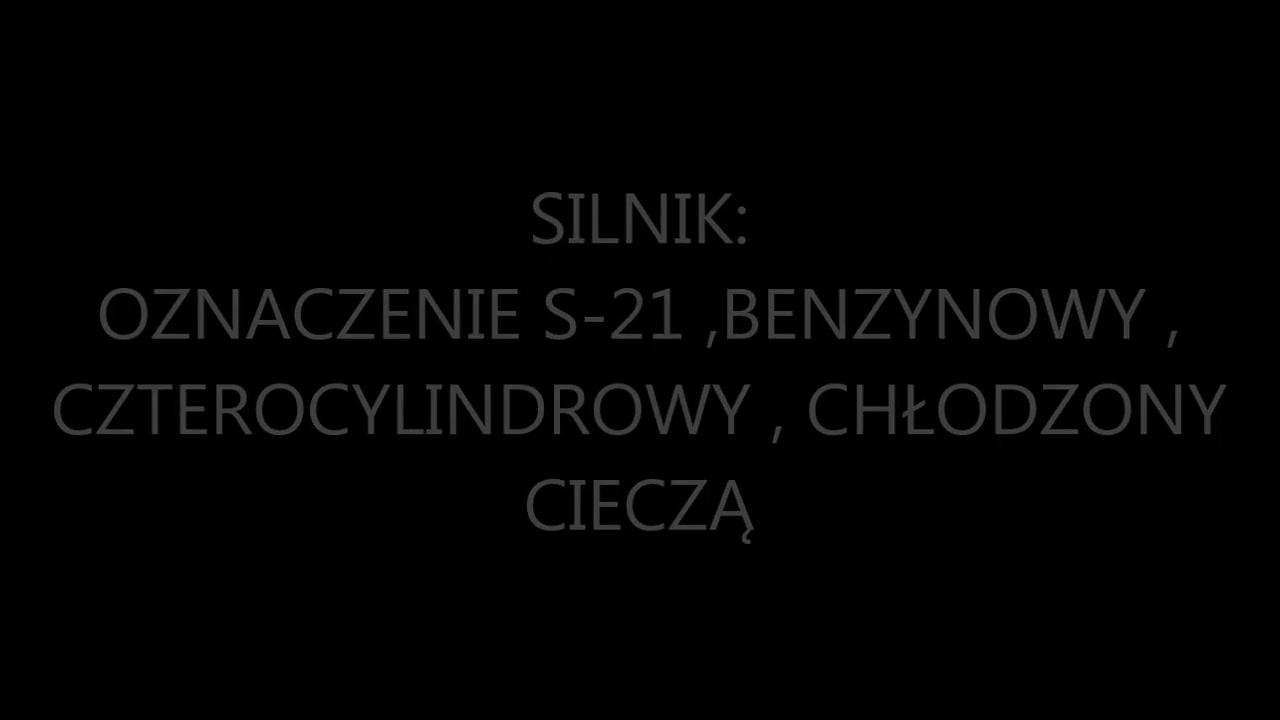 SILNIK:
OZNACZENIE S-21 ,BENZYNOWY ,
CZTEROCYLINDROWY , CHŁODZONY
CIECZĄ